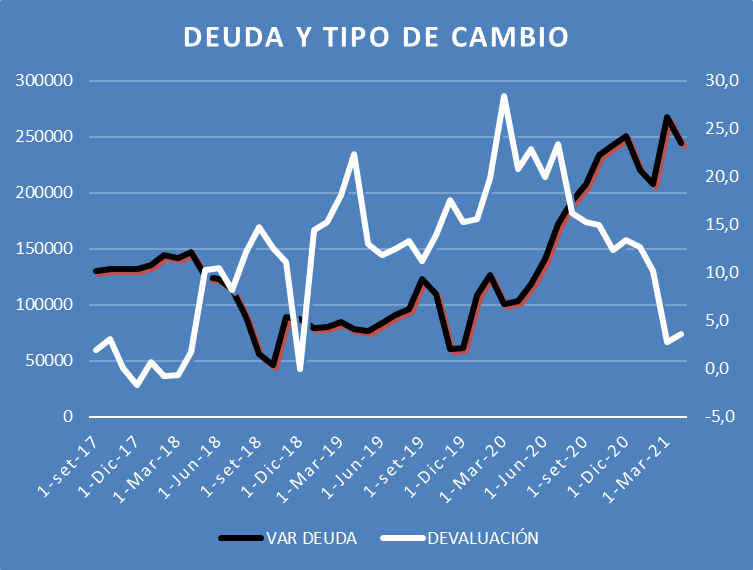 DEUDA Y TIPO DE CAMBIO
300000
250000
200000
150000
100000
50000
0
30,0
25,0
20,0
15,0
10,0
5,0
0,0
-5,0
1-set-17
1-Dic-17
1-Mar-18
1-Jun-18
1-set-18
1-Dic-18
1-Mar-19
1-Jun-19
1-set-19
1-Dic-19
1-Mar-20
1-Jun-20
1-set-20
1-Dic-20
1-Mar-21
VAR DEUDA
DEVALUACIÓN